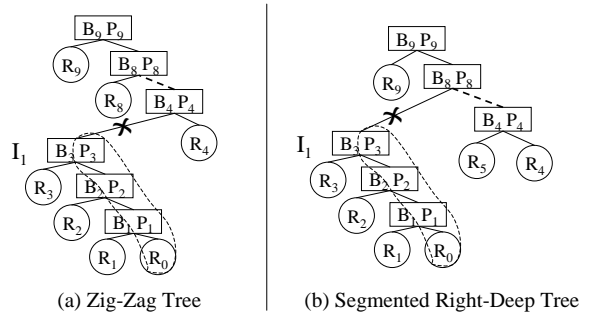 B9 P9
R9
B8 P8
R8
B4 P4
R4
I1
B3 P3
R3
B2 P2
R2
B1 P1
R1
R0
(a) Zig-Zag Tree
B9 P9
R9
B8 P8
B4 P4
R5
R4
I1
B3 P3
R3
B2 P2
R2
B1 P1
R1
R0
(b) Segmented Right-Deep Tree